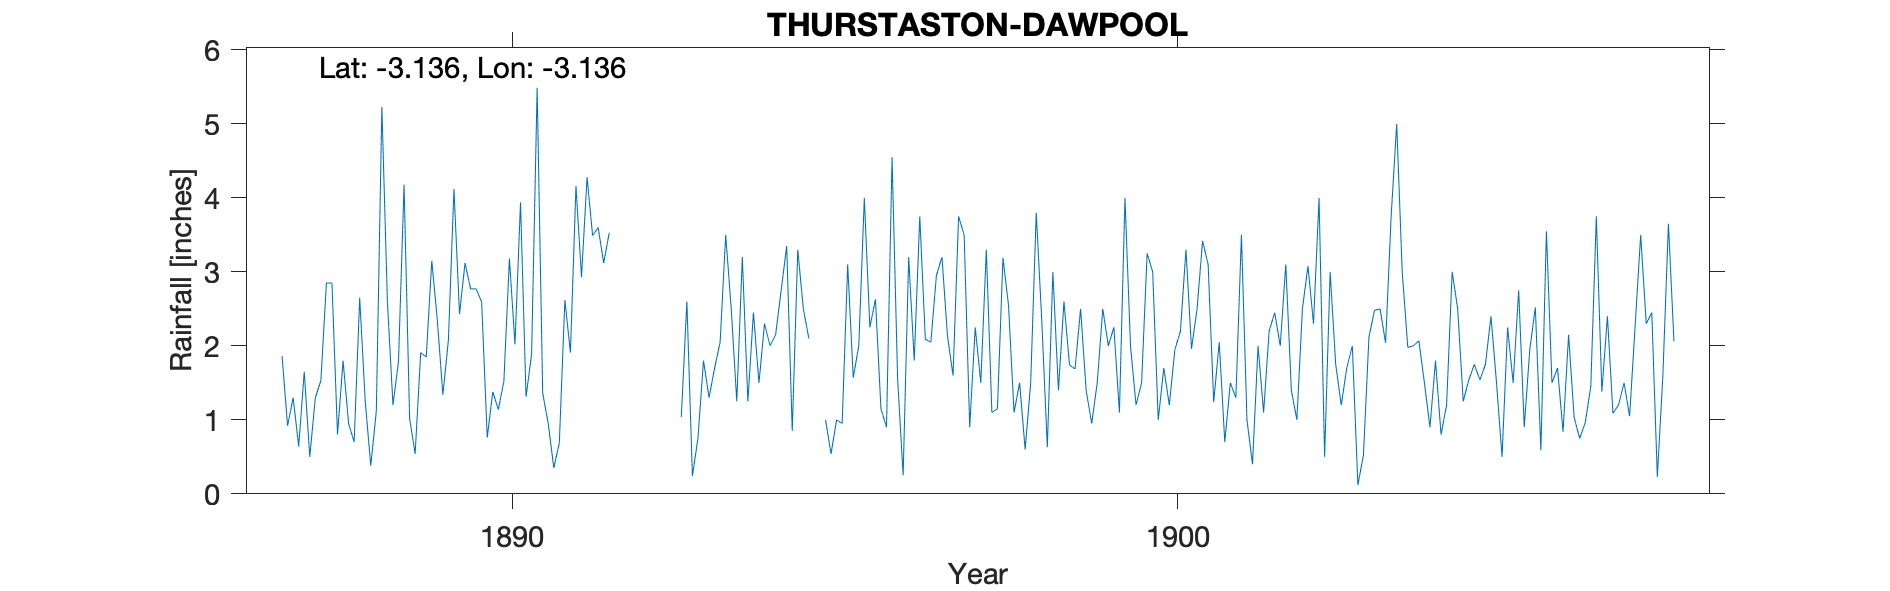 THURSTASTON-DAWPOOL
Lat: -3.136, Lon: -3.136
6
5
4
3
2
1
0
Rainfall [inches]
1890 1900
Year